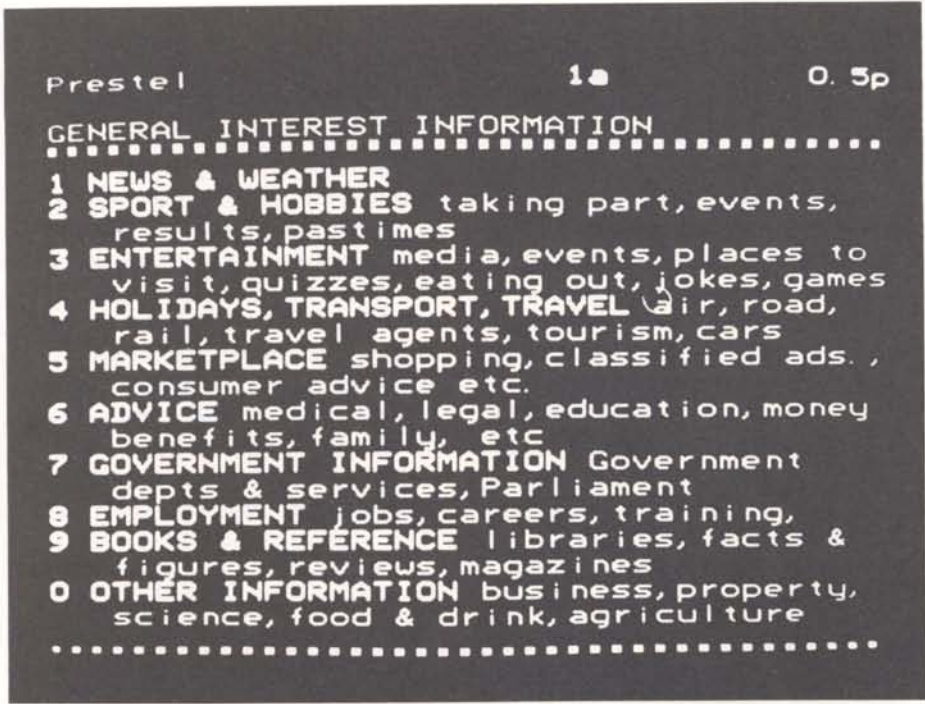 Prestel 1a 0.5p
GENERAL INTEREST INFORMATION
1 NEWS & WEATHER
2 SPORT & HOBBIES taking part, events,
results, pastimes
3 ENTERTAINMENT media, events, places to
visit, quizzes, eating out, jokes, games
4 HOLIDAYS, TRANSPORT, TRAVEL air, road,
rail, travel agents, tourism, cars
5 MARKETPLACE shopping, classified ads.,
consumer advice etc.
6 ADVICE medical, legal, education, money
benefits, family, etc
7 GOVERNMENT INFORMATION Government
depts & services, Parliament
8 EMPLOYMENT jobs, careers, training,
9 BOOKS & REFERENCE libraries, facts &
figures, reviews, magazines
0 OTHER INFORMATION business, property,
science, food & drink, agriculture